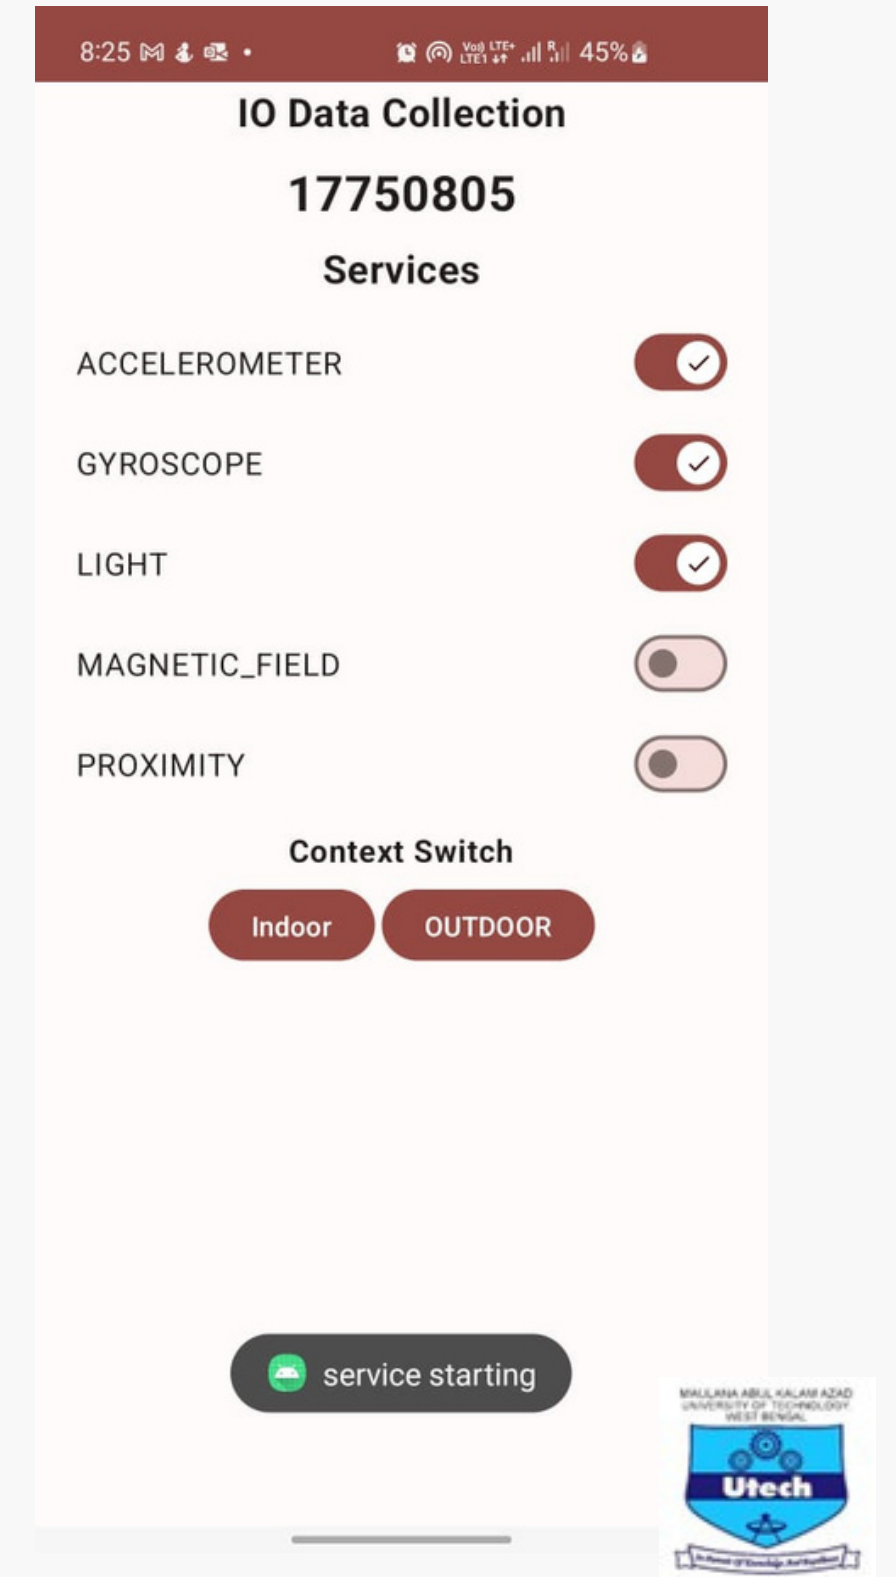 8:25 45%
IO Data Collection
17750805
Services
ACCELEROMETER
GYROSCOPE
LIGHT
MAGNETIC_FIELD
PROXIMITY
Context Switch
Indoor OUTDOOR
service starting
MAULANA ABUL KALAM AZAD
UNIVERSITY OF TECHNOLOGY
WEST BENGAL
Utech